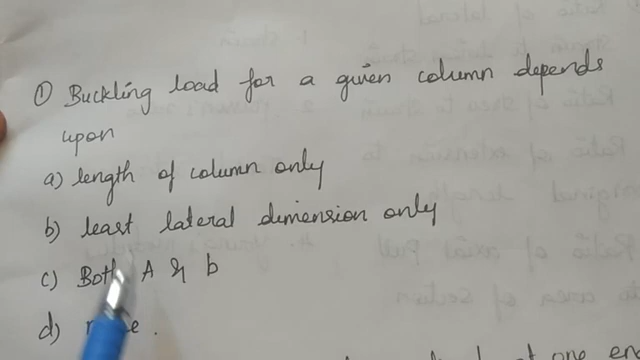 ① Buckling load for a given column depends
upon
a) length of column only
b) least lateral dimension only
c) Both A & b
d)